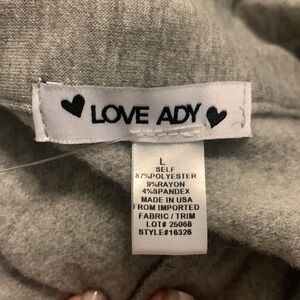 LOVE ADY
L
SELF
87%POLYESTER
9%RAYON
4%SPANDEX
MADE IN USA
FROM IMPORTED
FABRIC / TRIM
LOT# 25068
STYLE#16326